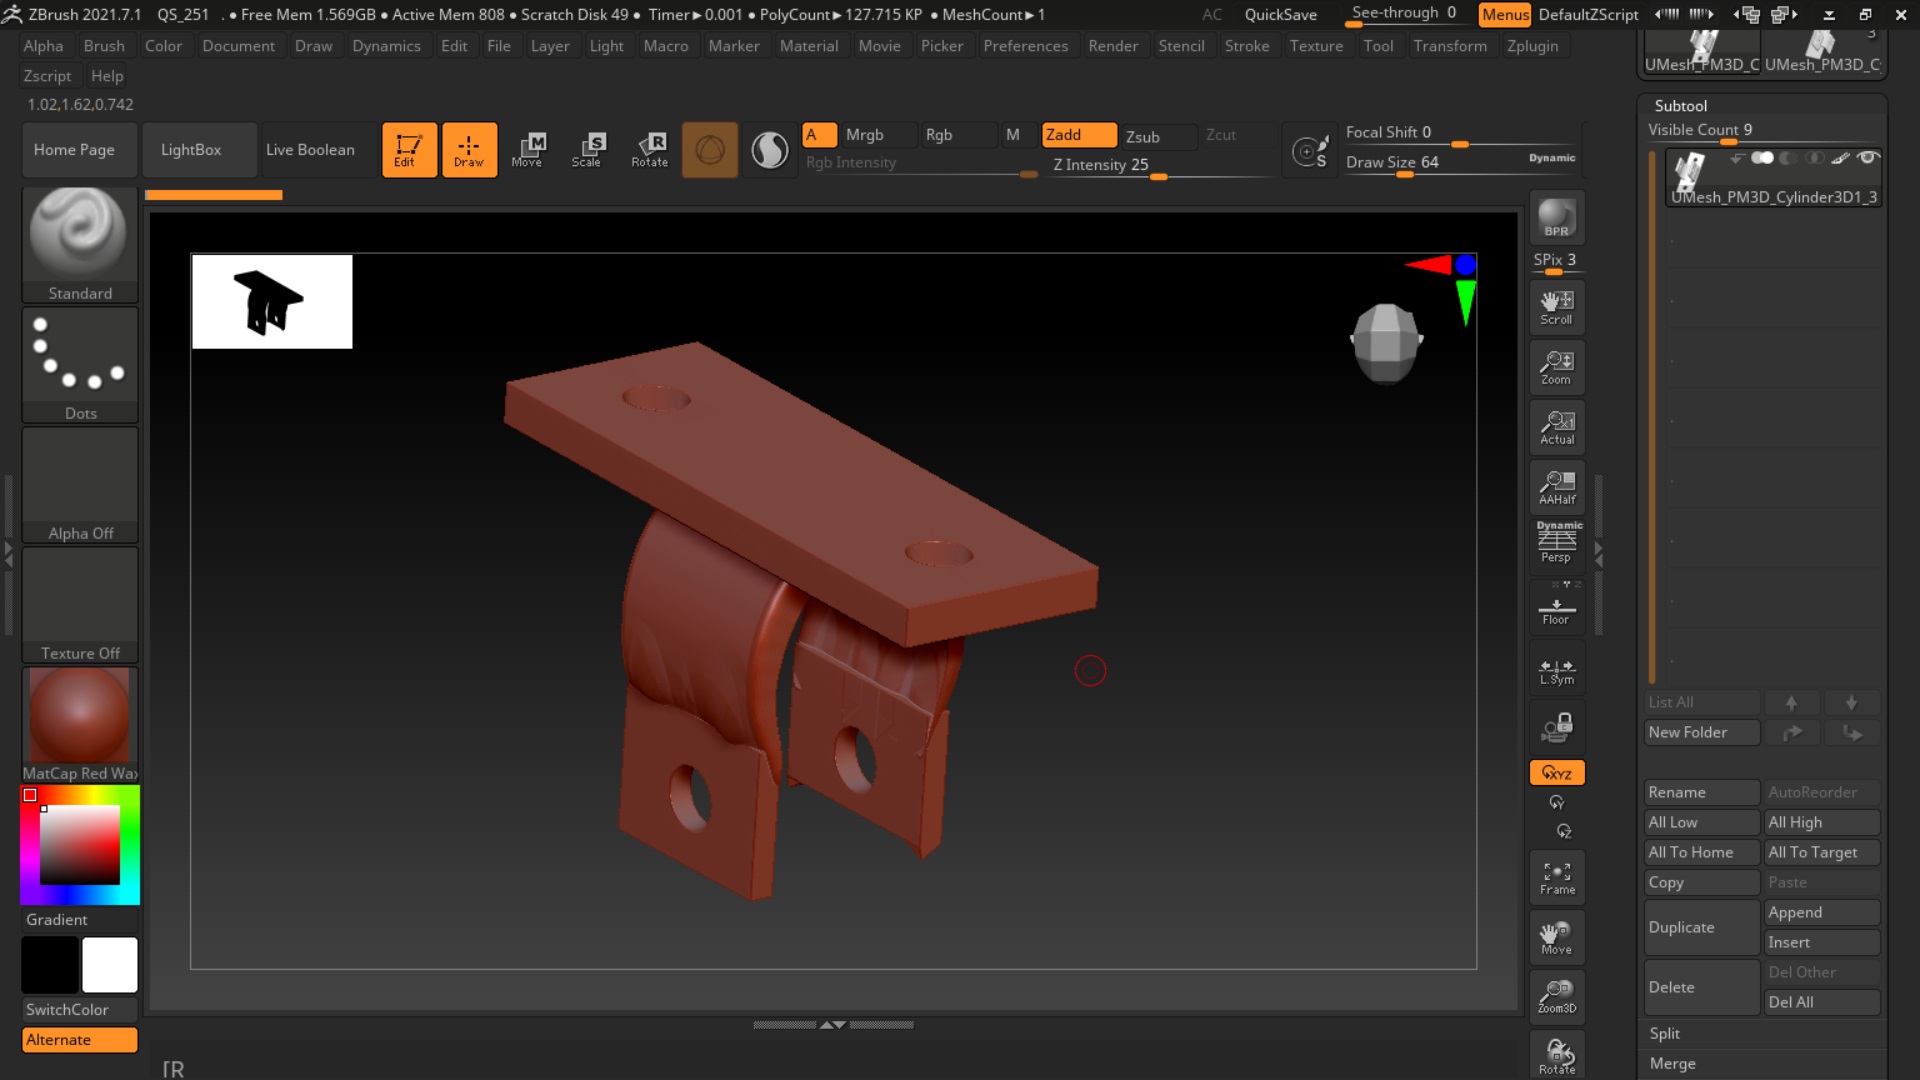 ZBrush 2021.7.1 QS_251 . • Free Mem 1.569GB • Active Mem 808 • Scratch Disk 49 • Timer►0.001 • PolyCount►127.715 KP • MeshCount►1 AC QuickSave See-through 0 Menus DefaultZScript
Alpha Brush Color Document Draw Dynamics Edit File Layer Light Macro Marker Material Movie Picker Preferences Render Stencil Stroke Texture Tool Transform Zplugin
Zscript Help
1.02,1.62,0.742
Home Page LightBox Live Boolean Edit Draw Move Scale Rotate
M S R
A Mrgb Rgb M Zadd Zsub Zcut
Rgb Intensity Z Intensity 25
S
Focal Shift 0
Draw Size 64 Dynamic
Standard
Dots
Alpha Off
Texture Off
MatCap Red Wax
Gradient
SwitchColor
Alternate
[R
BPR
SPix 3
Scroll
Zoom
Actual
AAHalf
Dynamic
Persp
Floor
L.Sym
XYZ
Y
Z
Frame
Move
Zoom3D
Rotate
3
UMesh_PM3D_C UMesh_PM3D_Cy
Subtool
Visible Count 9
UMesh_PM3D_Cylinder3D1_3
List All
New Folder
Rename AutoReorder
All Low All High
All To Home All To Target
Copy Paste
Duplicate Append
Insert
Delete Del Other
Del All
Split
Merge